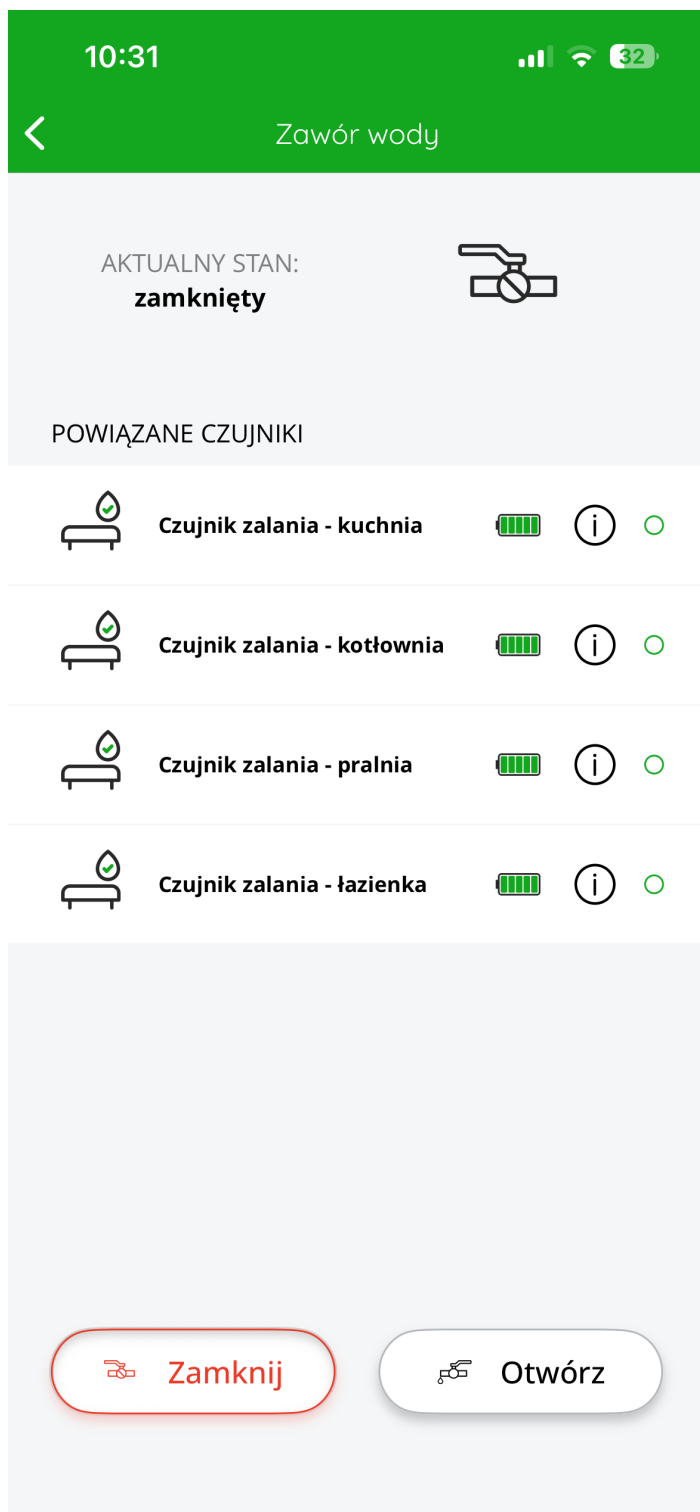 10:31
32
Zawór wody
AKTUALNY STAN:
zamknięty
POWIĄZANE CZUJNIKI
Czujnik zalania - kuchnia
Czujnik zalania - kotłownia
Czujnik zalania - pralnia
Czujnik zalania - łazienka
Zamknij
Otwórz